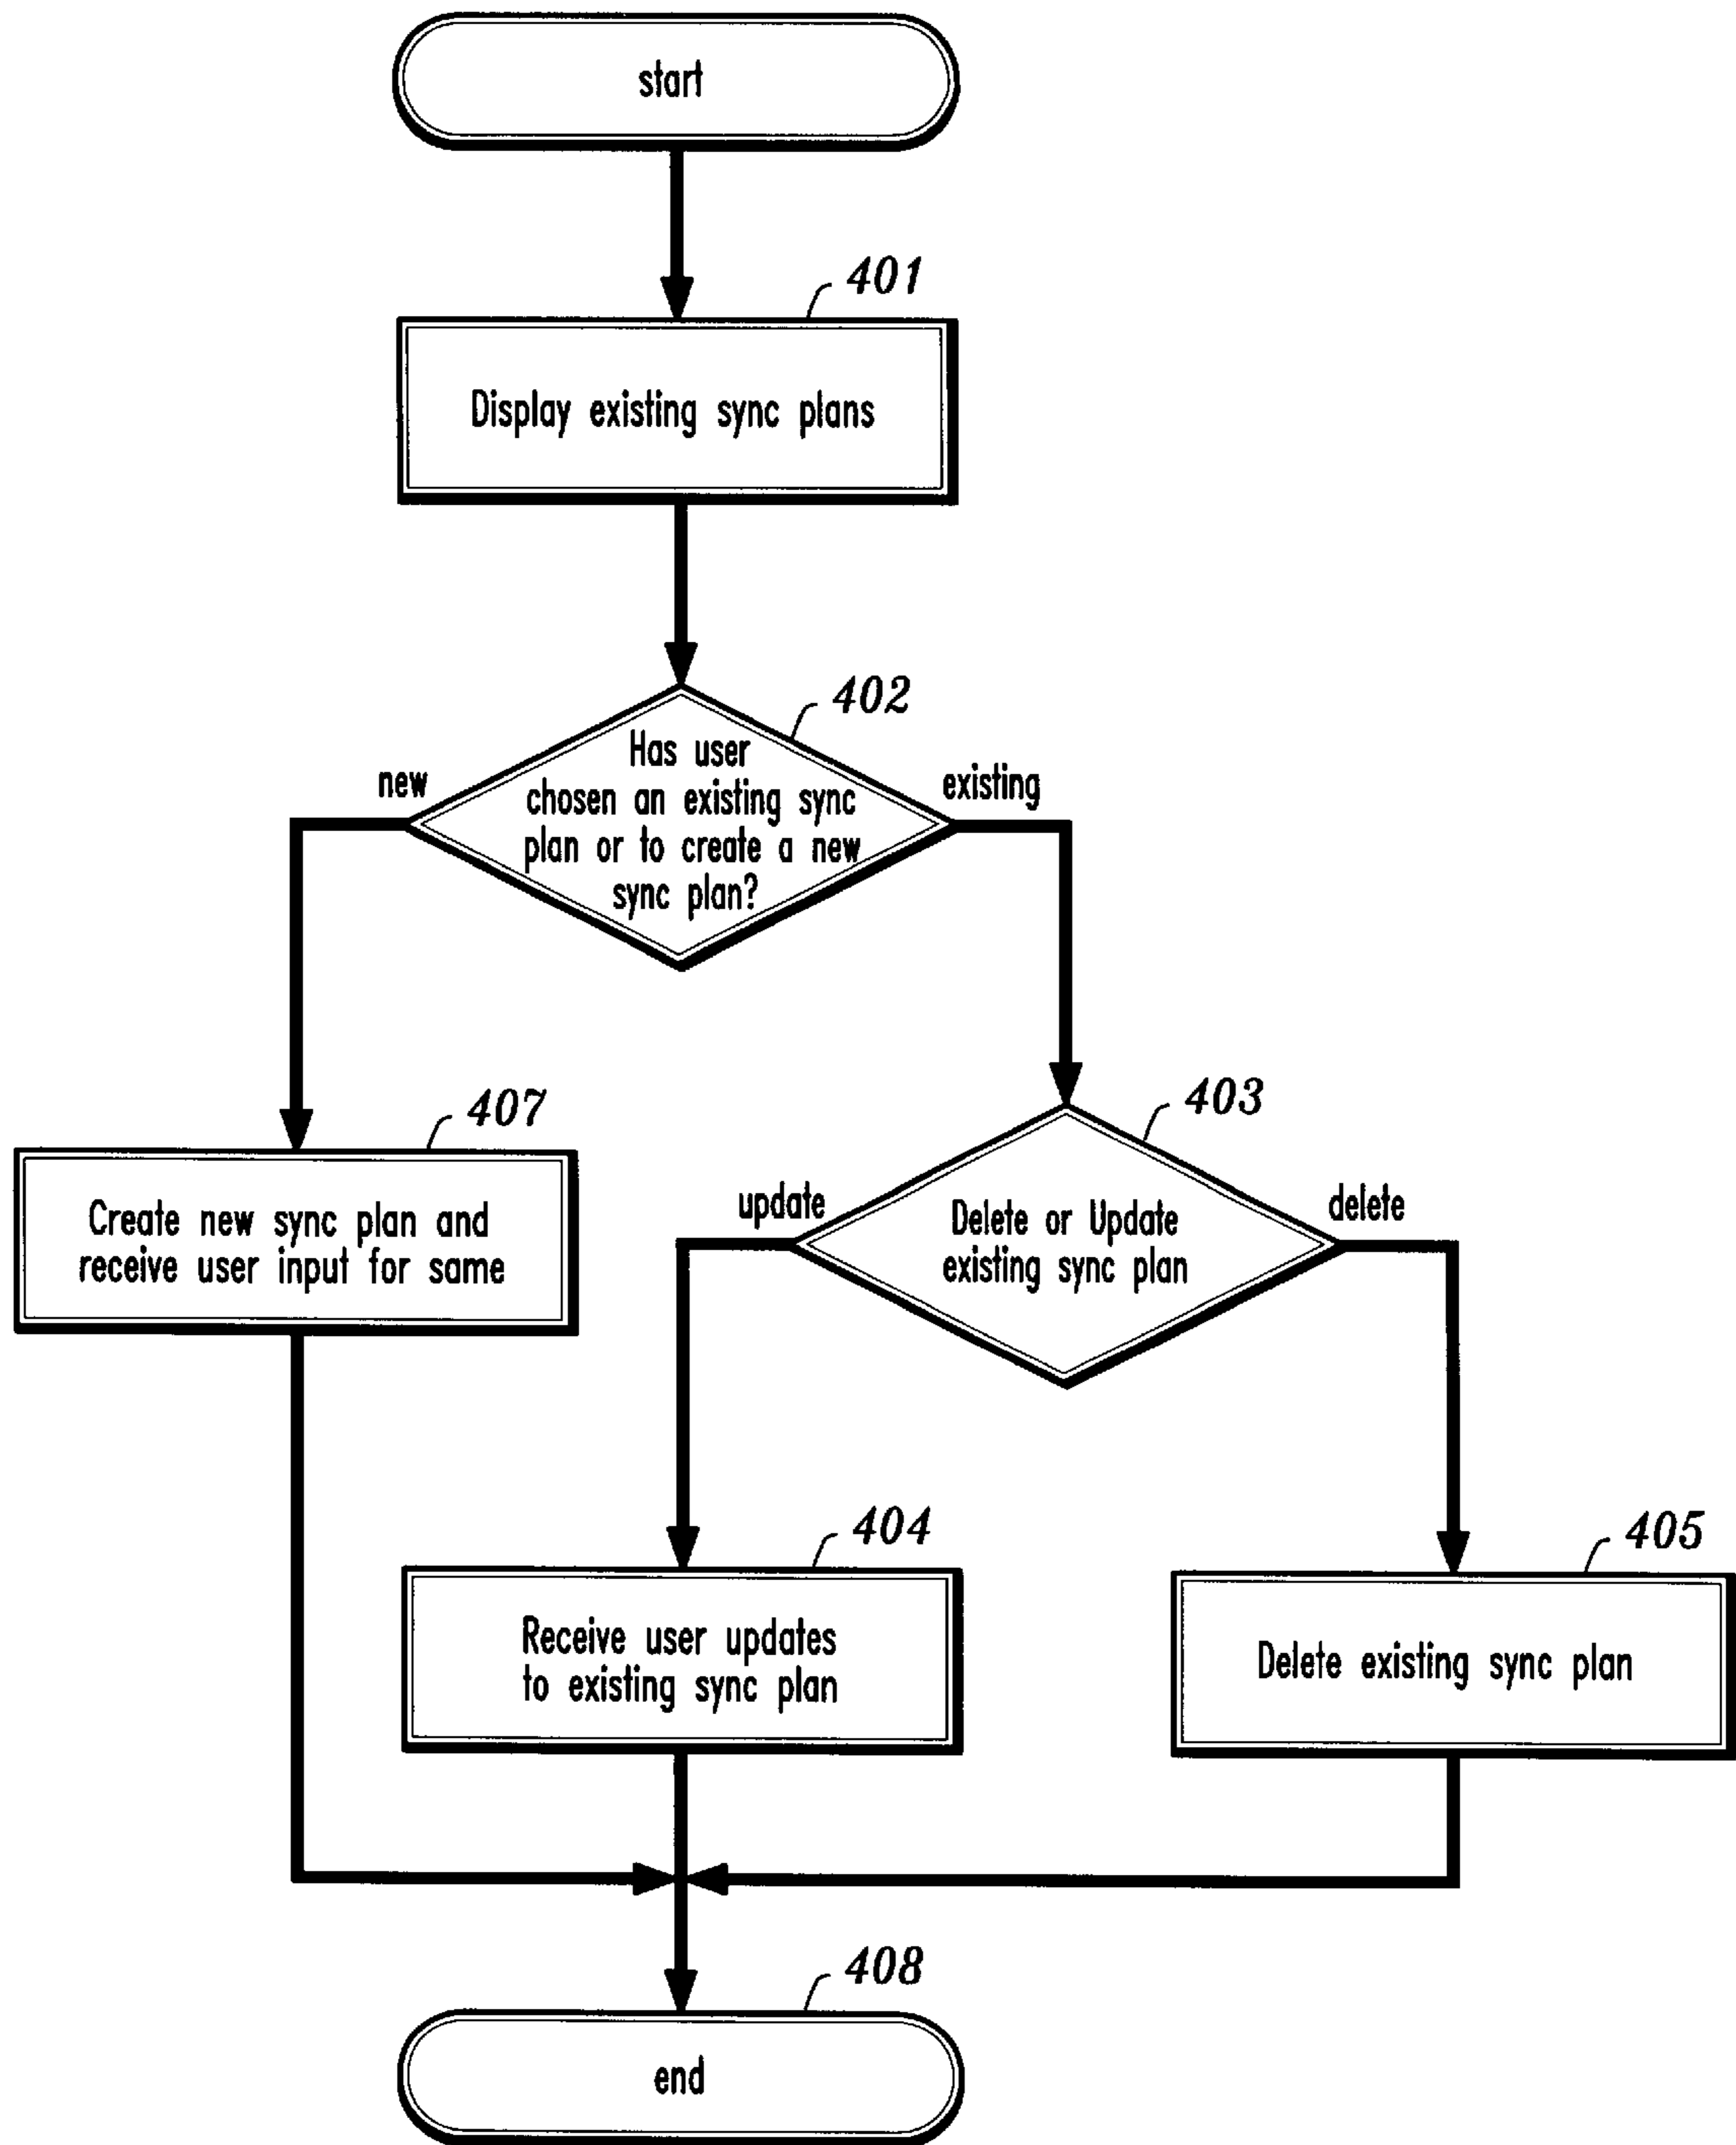 start
401
Display existing sync plans
402
Has user
chosen an existing sync
plan or to create a new
sync plan?
new
existing
407
Create new sync plan and
receive user input for same
403
Delete or Update
existing sync plan
update
delete
404
Receive user updates
to existing sync plan
405
Delete existing sync plan
408
end